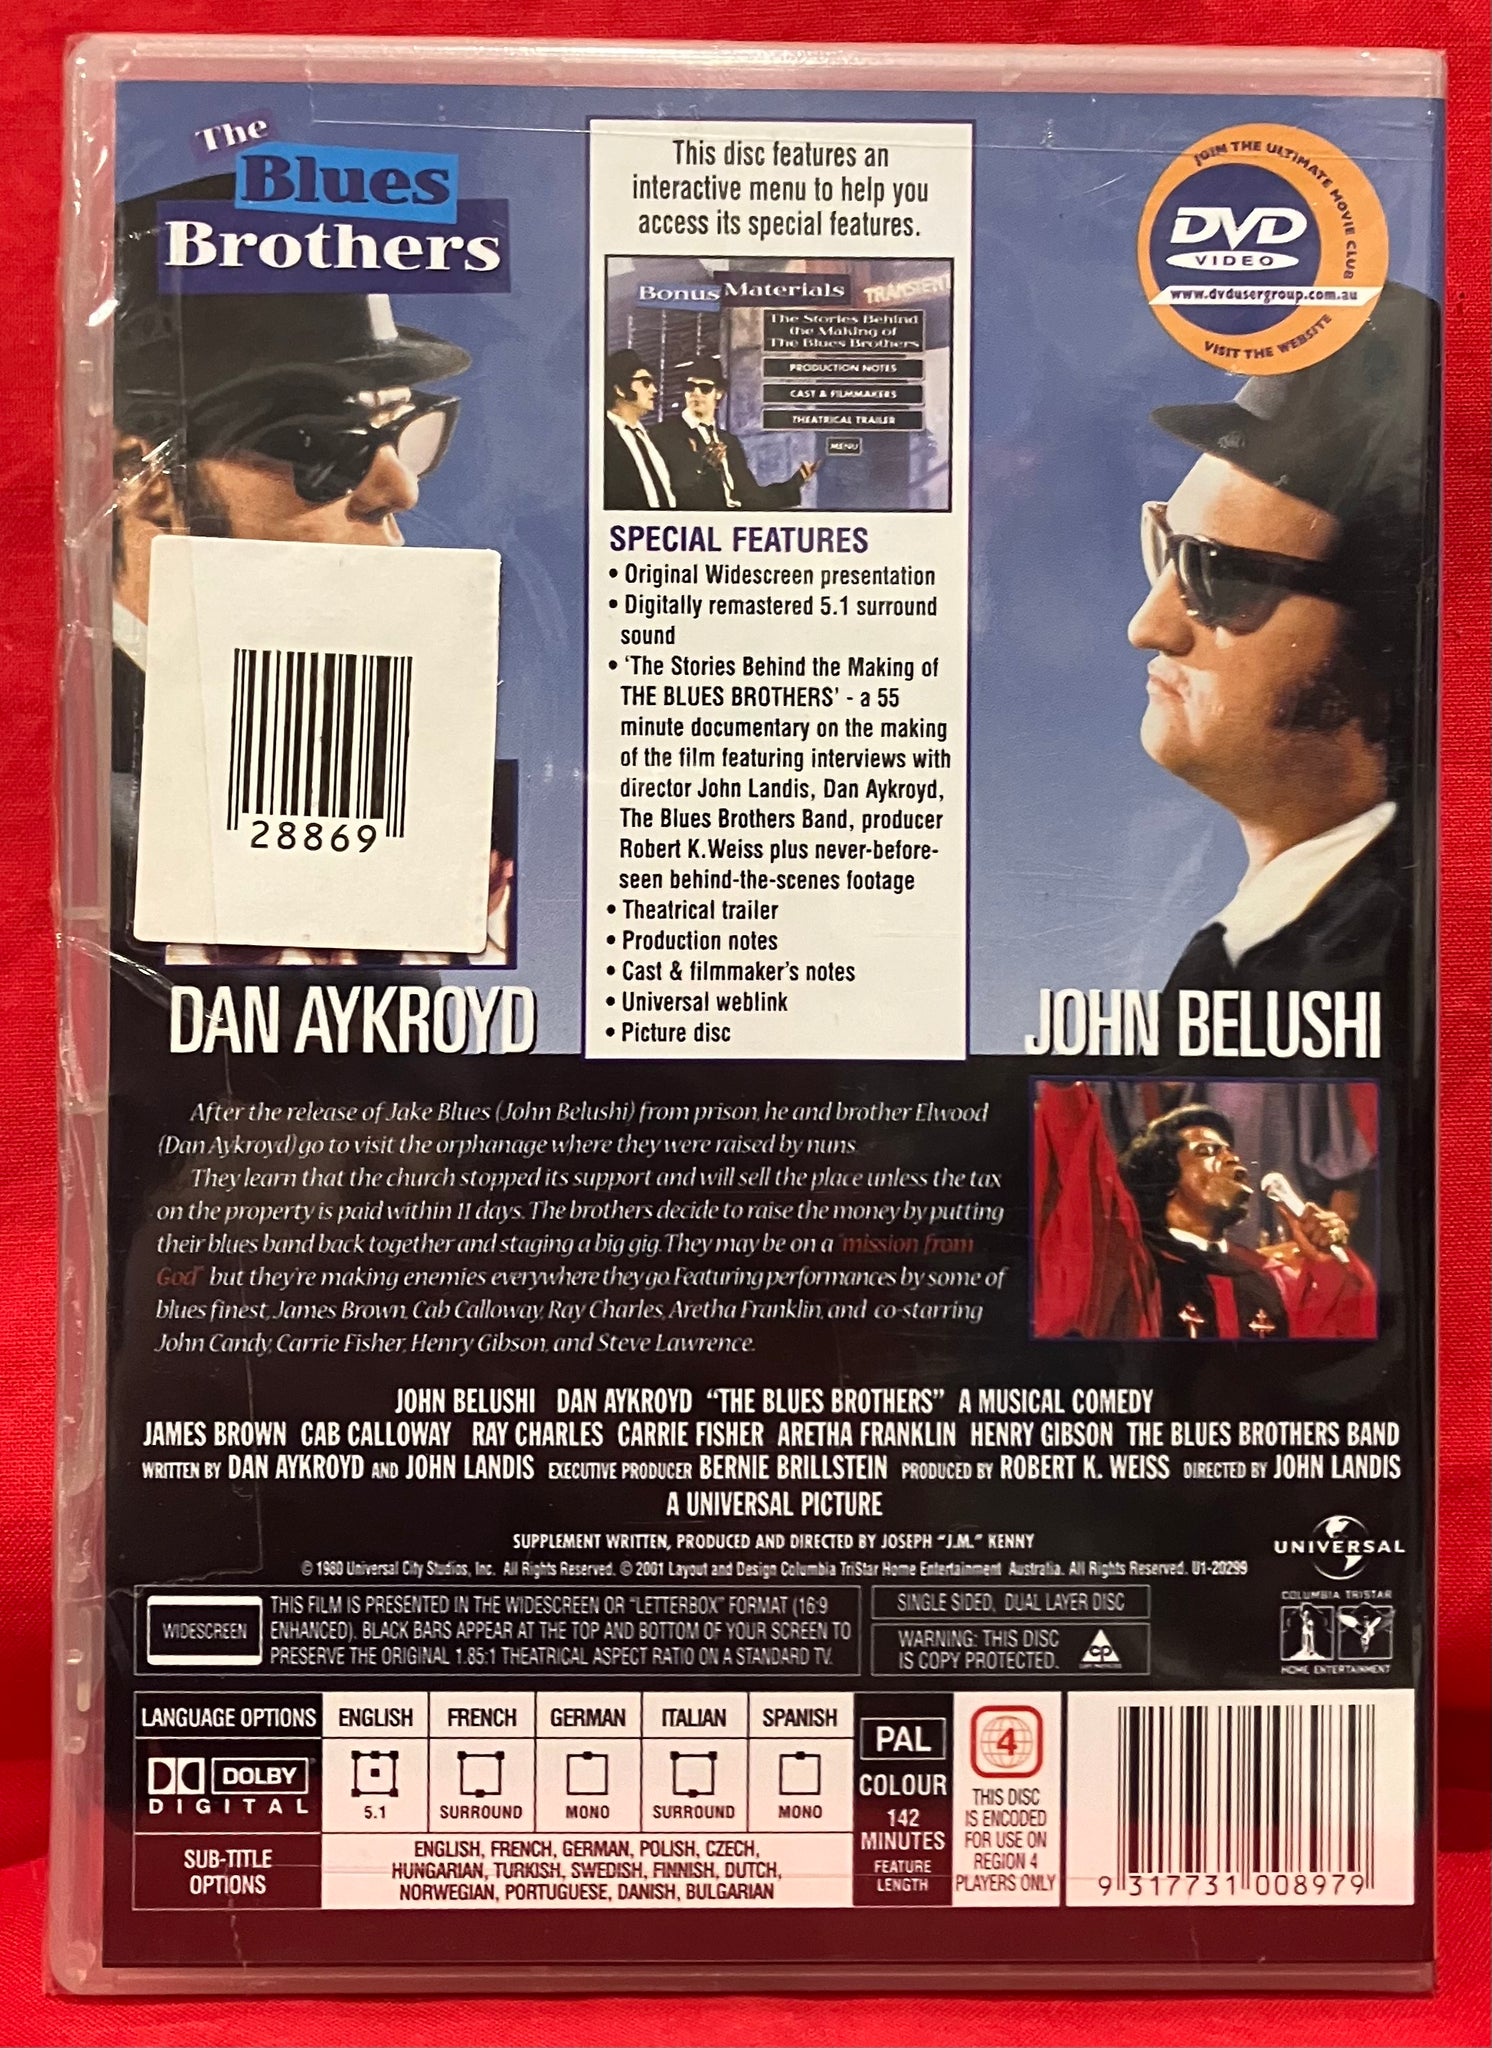 The
Blues
Brothers
This disc features an
interactive menu to help you
access its special features.
Bonus Materials
TRANSIENT
The Stories Behind
the Making of
The Blues Brothers
PRODUCTION NOTES
CAST & FILMMAKERS
THEATRICAL TRAILER
MENU
JOIN THE ULTIMATE MOVIE CLUB
DVD
VIDEO
www.dvdusergroup.com.au
VISIT THE WEBSITE
28869
SPECIAL FEATURES
• Original Widescreen presentation
• Digitally remastered 5.1 surround
sound
• 'The Stories Behind the Making of
THE BLUES BROTHERS' - a 55
minute documentary on the making
of the film featuring interviews with
director John Landis, Dan Aykroyd,
The Blues Brothers Band, producer
Robert K.Weiss plus never-before-
seen behind-the-scenes footage
• Theatrical trailer
• Production notes
• Cast & filmmaker's notes
• Universal weblink
• Picture disc
DAN AYKROYD
JOHN BELUSHI
After the release of Jake Blues (John Belushi) from prison, he and brother Elwood
(Dan Aykroyd) go to visit the orphanage where they were raised by nuns.
They learn that the church stopped its support and will sell the place unless the tax
on the property is paid within 11 days. The brothers decide to raise the money by putting
their blues band back together and staging a big gig. They may be on a "mission from
God" but they're making enemies everywhere they go. Featuring performances by some of
blues finest, James Brown, Cab Calloway, Ray Charles, Aretha Franklin, and co-starring
John Candy, Carrie Fisher, Henry Gibson, and Steve Lawrence.
JOHN BELUSHI DAN AYKROYD "THE BLUES BROTHERS" A MUSICAL COMEDY
JAMES BROWN CAB CALLOWAY RAY CHARLES CARRIE FISHER ARETHA FRANKLIN HENRY GIBSON THE BLUES BROTHERS BAND
WRITTEN BY DAN AYKROYD AND JOHN LANDIS EXECUTIVE PRODUCER BERNIE BRILLSTEIN PRODUCED BY ROBERT K. WEISS DIRECTED BY JOHN LANDIS
A UNIVERSAL PICTURE
SUPPLEMENT WRITTEN, PRODUCED AND DIRECTED BY JOSEPH "J.M." KENNY
© 1980 Universal City Studios, Inc. All Rights Reserved. © 2001 Layout and Design Columbia TriStar Home Entertainment Australia. All Rights Reserved. U1-20299
UNIVERSAL
COLUMBIA TRISTAR
HOME ENTERTAINMENT
WIDESCREEN
THIS FILM IS PRESENTED IN THE WIDESCREEN OR "LETTERBOX" FORMAT (16:9
ENHANCED). BLACK BARS APPEAR AT THE TOP AND BOTTOM OF YOUR SCREEN TO
PRESERVE THE ORIGINAL 1.85:1 THEATRICAL ASPECT RATIO ON A STANDARD TV.
SINGLE SIDED, DUAL LAYER DISC
WARNING: THIS DISC
IS COPY PROTECTED.
cp
LANGUAGE OPTIONS ENGLISH FRENCH GERMAN ITALIAN SPANISH
DOLBY
DIGITAL
5.1 SURROUND MONO SURROUND MONO
SUB-TITLE
OPTIONS
ENGLISH, FRENCH, GERMAN, POLISH, CZECH,
HUNGARIAN, TURKISH, SWEDISH, FINNISH, DUTCH,
NORWEGIAN, PORTUGUESE, DANISH, BULGARIAN
PAL
COLOUR
142
MINUTES
FEATURE
LENGTH
4
THIS DISC
IS ENCODED
FOR USE ON
REGION 4
PLAYERS ONLY
9 317731 008979